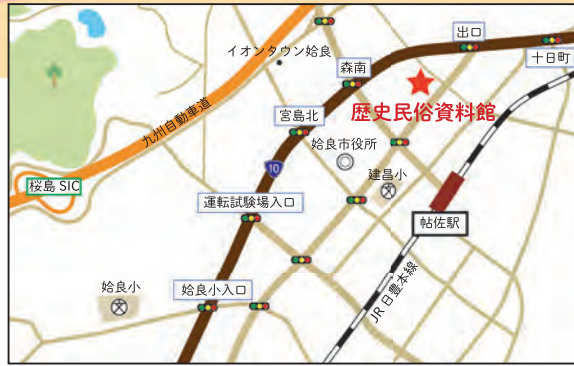 出口
十日町
イオンタウン姶良
森南
歴史民俗資料館
宮島北
九州自動車道
姶良市役所
10
建昌小
桜島SIC
運転試験場入口
帖佐駅
姶良小
姶良小入口
JR日豊本線